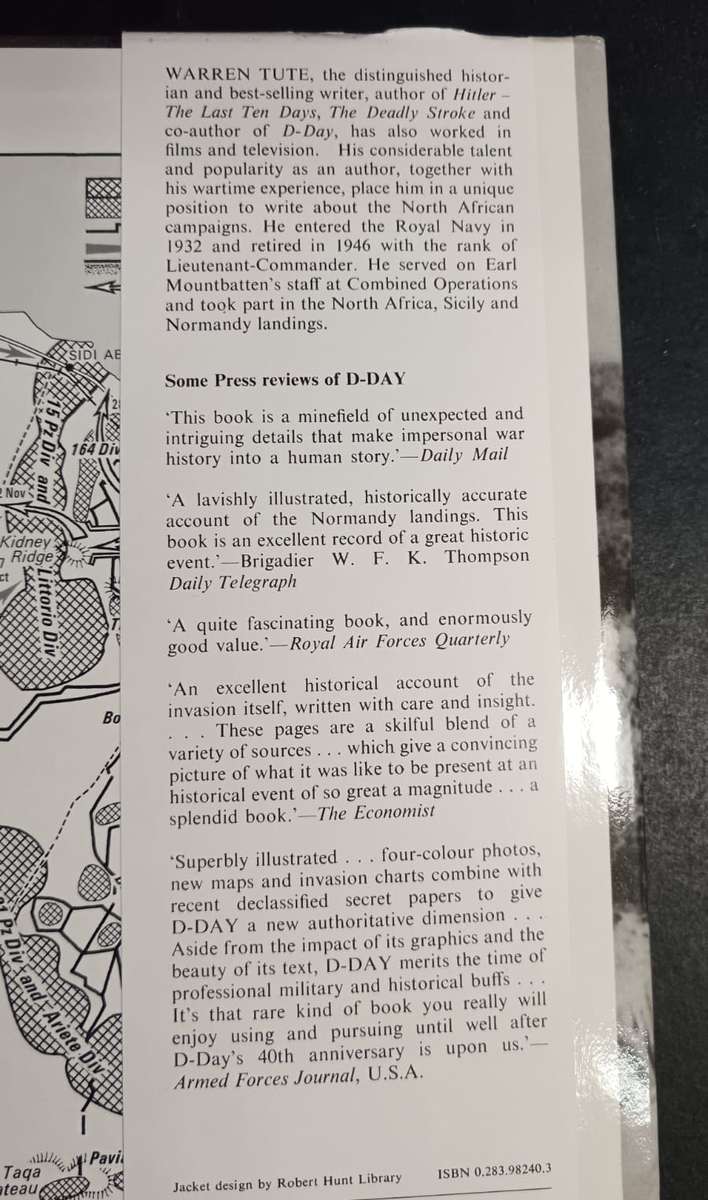 WARREN TUTE, the distinguished histor-
ian and best-selling writer, author of Hitler –
The Last Ten Days, The Deadly Stroke and
co-author of D-Day, has also worked in
films and television. His considerable talent
and popularity as an author, together with
his wartime experience, place him in a unique
position to write about the North African
campaigns. He entered the Royal Navy in
1932 and retired in 1946 with the rank of
Lieutenant-Commander. He served on Earl
Mountbatten's staff at Combined Operations
and took part in the North Africa, Sicily and
Normandy landings.
Some Press reviews of D-DAY
‘This book is a minefield of unexpected and
intriguing details that make impersonal war
history into a human story.’—Daily Mail
‘A lavishly illustrated, historically accurate
account of the Normandy landings. This
book is an excellent record of a great historic
event.’—Brigadier W. F. K. Thompson
Daily Telegraph
‘A quite fascinating book, and enormously
good value.’—Royal Air Forces Quarterly
‘An excellent historical account of the
invasion itself, written with care and insight.
. . . These pages are a skilful blend of a
variety of sources . . . which give a convincing
picture of what it was like to be present at an
historical event of so great a magnitude . . . a
splendid book.’—The Economist
‘Superbly illustrated . . . four-colour photos,
new maps and invasion charts combine with
recent declassified secret papers to give
D-DAY a new authoritative dimension . . .
Aside from the impact of its graphics and the
beauty of its text, D-DAY merits the time of
professional military and historical buffs . . .
It's that rare kind of book you really will
enjoy using and pursuing until well after
D-Day's 40th anniversary is upon us.’—
Armed Forces Journal, U.S.A.
Jacket design by Robert Hunt Library ISBN 0.283.98240.3
SIDI
15 Pz Div and
Littorio Div
164 Div
Nov
Kidney
Ridge
Pz Div and Ariete Div
Taqa